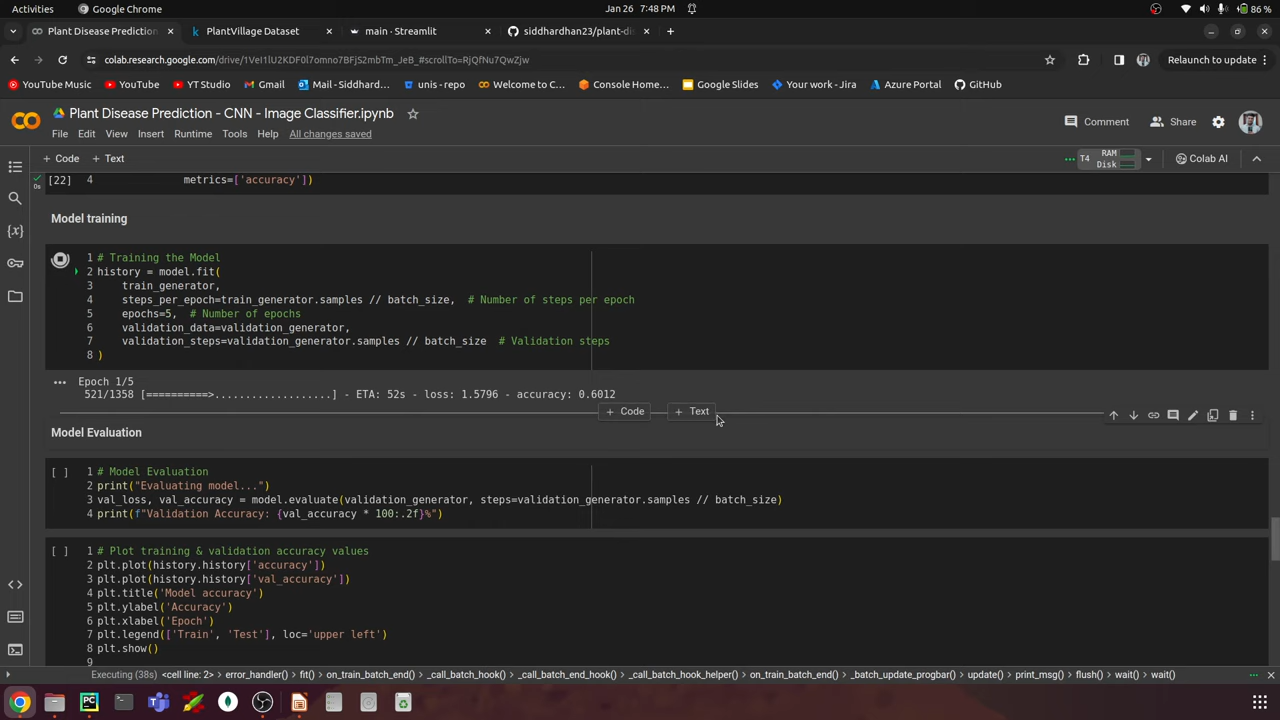 Activities
Google Chrome
Jan 26 7:48 PM
86 %
Plant Disease Prediction
PlantVillage Dataset
main · Streamlit
siddhardhan23/plant-di
colab.research.google.com/drive/1VeI1lU2KDF0l7omno7BFjS2mbTm_JeB_#scrollTo=RjQfNu7QwZjw
Relaunch to update
YouTube Music
YouTube
YT Studio
Gmail
Mail - Siddhard...
unis - repo
Welcome to C...
Console Home...
Google Slides
Your work - Jira
Azure Portal
GitHub
Plant Disease Prediction - CNN - Image Classifier.ipynb
File Edit View Insert Runtime Tools Help All changes saved
Comment
Share
+ Code + Text
T4
RAM
Disk
Colab AI
[22] 4 metrics=['accuracy'])
0s
Model training
1 # Training the Model
2 history = model.fit(
3 train_generator,
4 steps_per_epoch=train_generator.samples // batch_size, # Number of steps per epoch
5 epochs=5, # Number of epochs
6 validation_data=validation_generator,
7 validation_steps=validation_generator.samples // batch_size # Validation steps
8 )
Epoch 1/5
521/1358 [==========>...................] - ETA: 52s - loss: 1.5796 - accuracy: 0.6012
+ Code + Text
Model Evaluation
[ ] 1 # Model Evaluation
2 print("Evaluating model...")
3 val_loss, val_accuracy = model.evaluate(validation_generator, steps=validation_generator.samples // batch_size)
4 print(f"Validation Accuracy: {val_accuracy * 100:.2f}%")
[ ] 1 # Plot training & validation accuracy values
2 plt.plot(history.history['accuracy'])
3 plt.plot(history.history['val_accuracy'])
4 plt.title('Model accuracy')
5 plt.ylabel('Accuracy')
6 plt.xlabel('Epoch')
7 plt.legend(['Train', 'Test'], loc='upper left')
8 plt.show()
9
Executing (38s) <cell line: 2> > error_handler() > fit() > on_train_batch_end() > _call_batch_hook() > _call_batch_end_hook() > _call_batch_hook_helper() > on_train_batch_end() > _batch_update_progbar() > update() > print_msg() > flush() > wait() > wait()